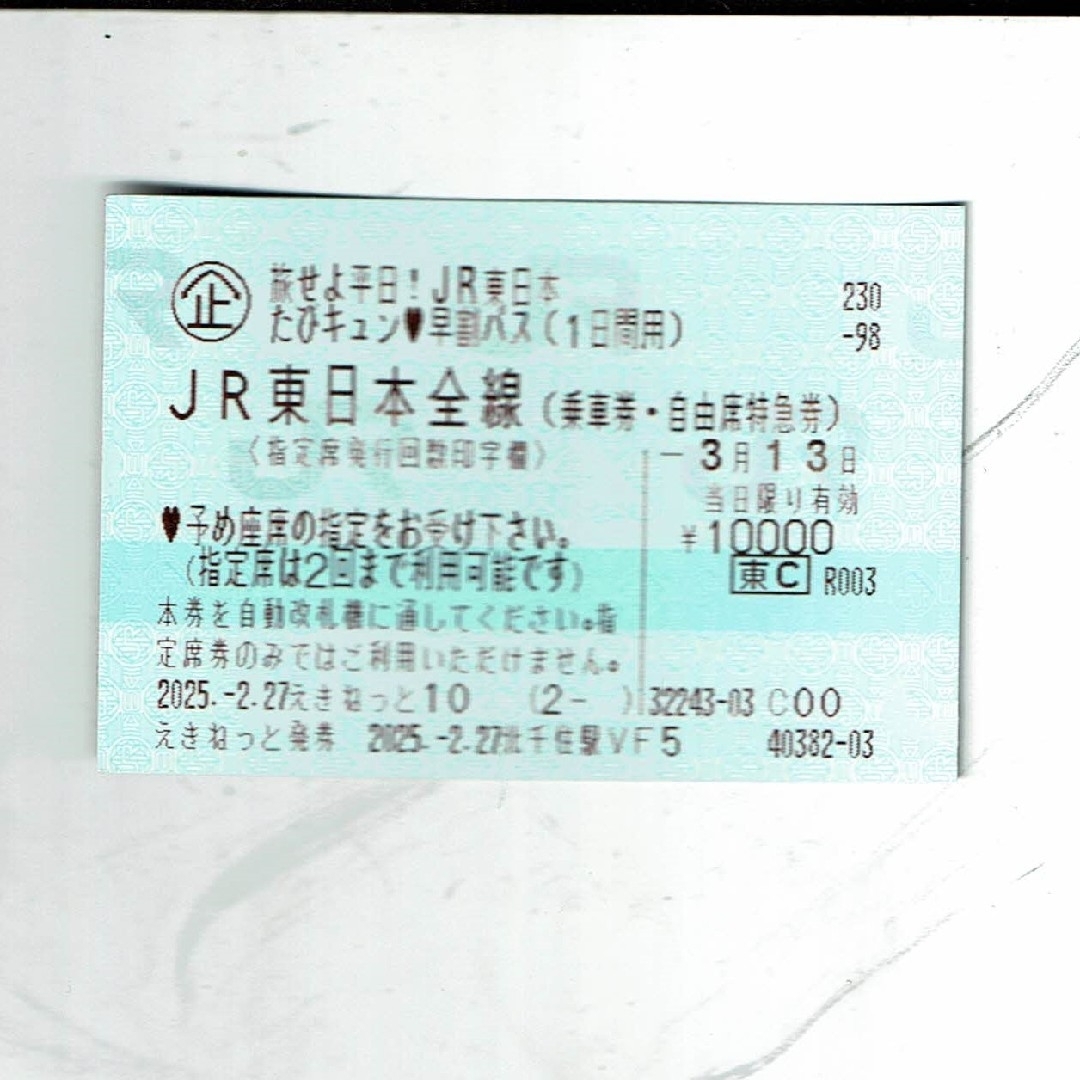 企 旅せよ平日！JR東日本
たびキュン♥早割パス(1日間用)
230
-98
JR東日本全線(乗車券・自由席特急券)
〈指定席発行回数印字欄〉
-3月13日
当日限り有効
♥予め座席の指定をお受け下さい。
¥10000
(指定席は2回まで利用可能です)
東C R003
本券を自動改札機に通してください。指
定席券のみではご利用いただけません。
2025.-2.27えきねっと10 (2- ) 32243-03 C00
えきねっと発券 2025.-2.27北千住駅VF5 40382-03